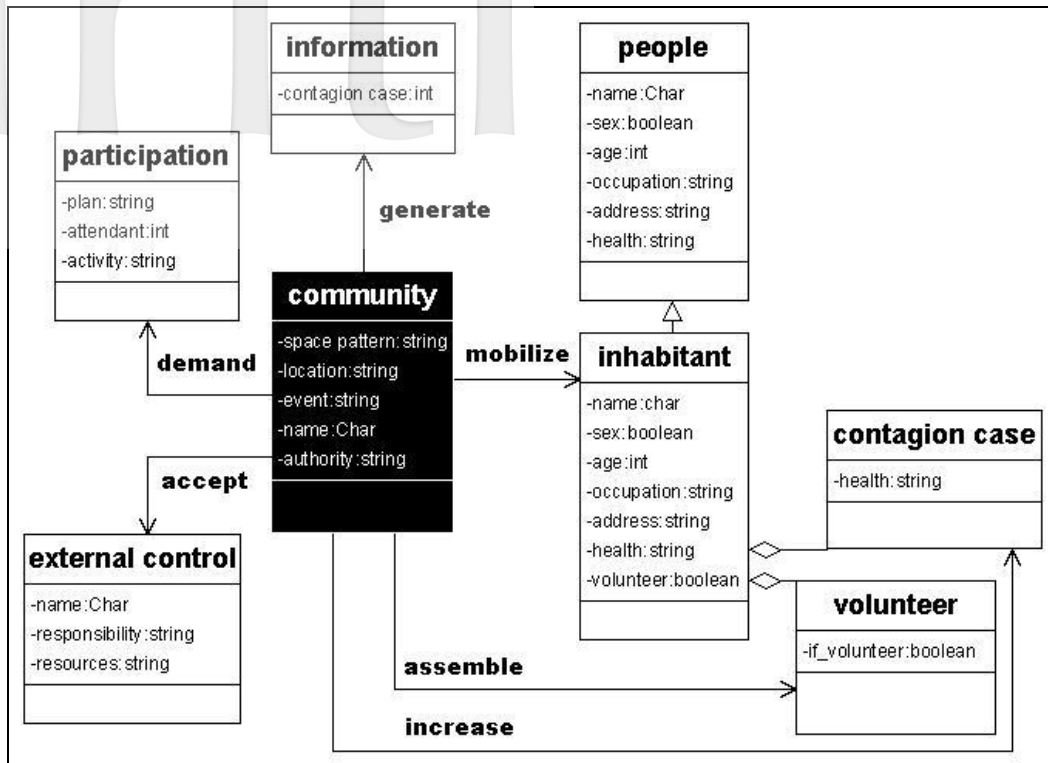 information
-contagion case:int
people
-name:Char
-sex:boolean
-age:int
-occupation:string
-address:string
-health:string
participation
-plan:string
-attendant:int
-activity:string
generate
community
-space pattern:string
-location:string
-event:string
-name:Char
-authority:string
demand
mobilize
inhabitant
-name:char
-sex:boolean
-age:int
-occupation:string
-address:string
-health:string
-volunteer:boolean
contagion case
-health:string
accept
external control
-name:Char
-responsibility:string
-resources:string
volunteer
-if_volunteer:boolean
assemble
increase